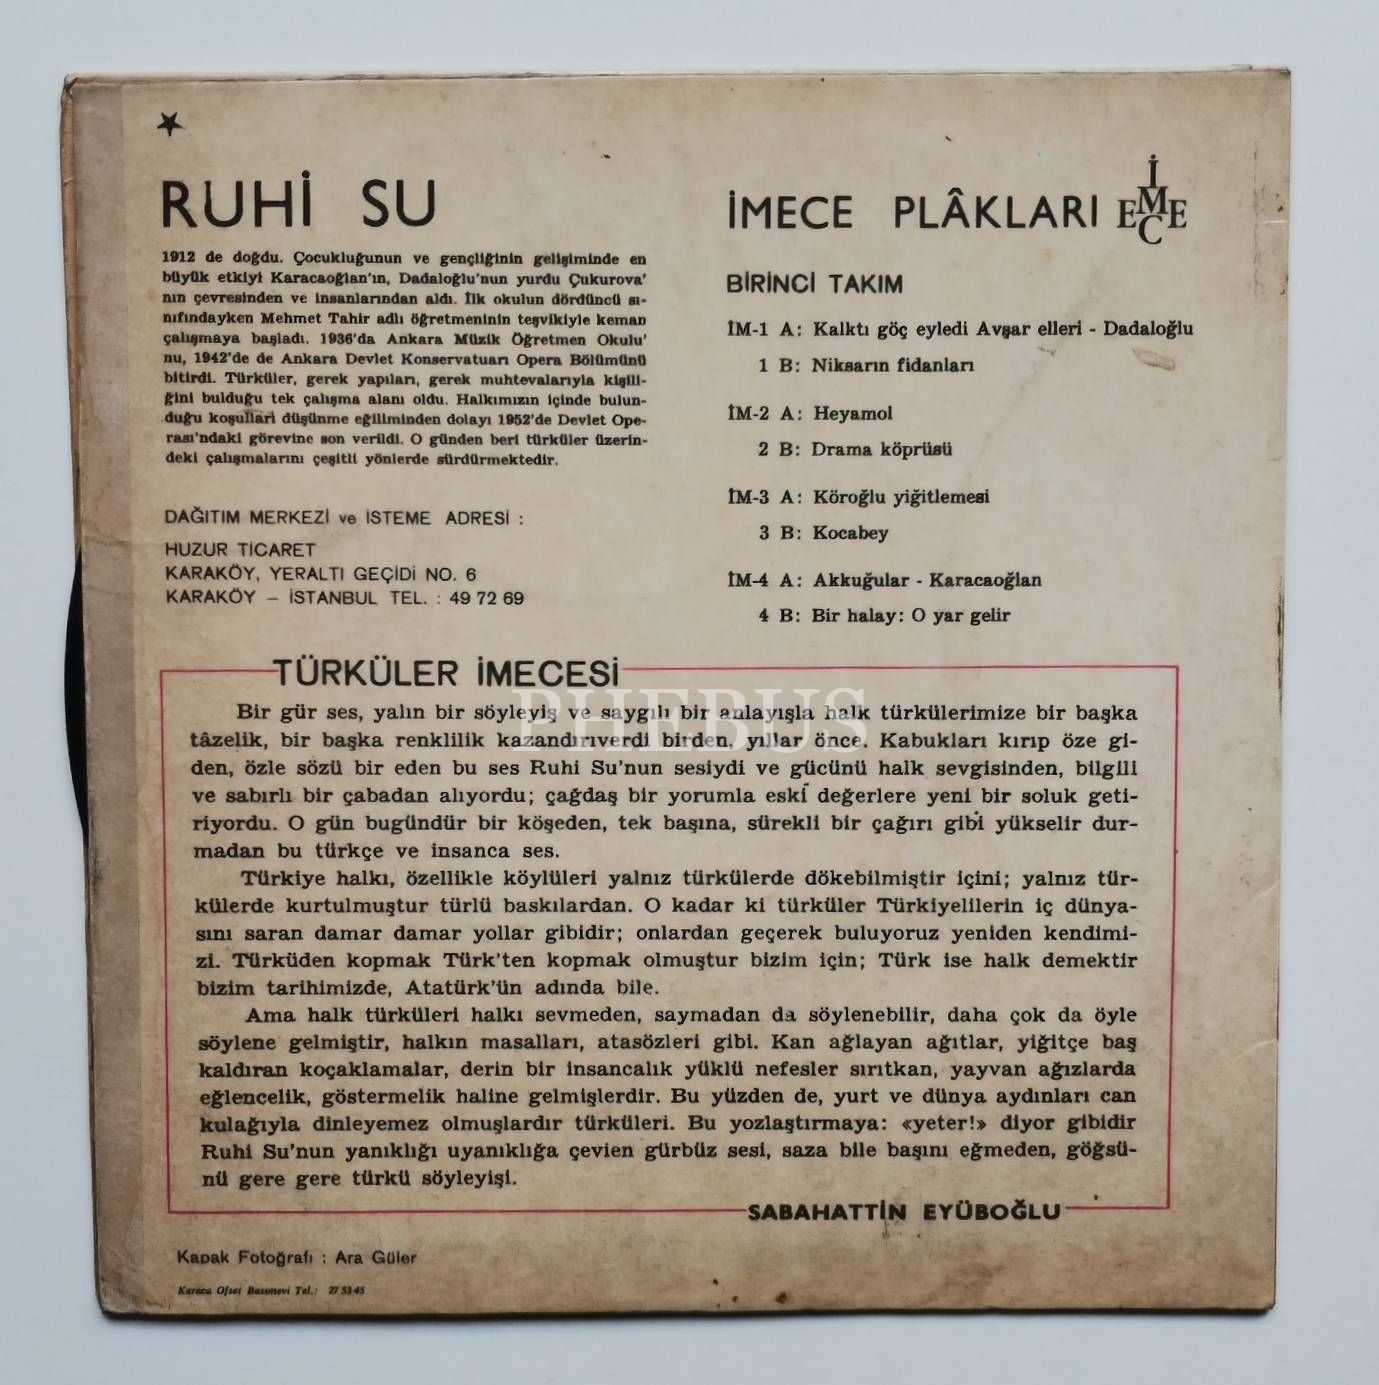 RUHİ SU
1912 de doğdu. Çocukluğunun ve gençliğinin gelişiminde en
büyük etkiyi Karacaoğlan'ın, Dadaloğlu'nun yurdu Çukurova'
nın çevresinden ve insanlarından aldı. İlk okulun dördüncü sı-
nıfındayken Mehmet Tahir adlı öğretmeninin teşvikiyle keman
çalışmaya başladı. 1936'da Ankara Müzik Öğretmen Okulu'
nu, 1942'de de Ankara Devlet Konservatuarı Opera Bölümünü
bitirdi. Türküler, gerek yapıları, gerek muhtevalarıyla kişili-
ğini bulduğu tek çalışma alanı oldu. Halkımızın içinde bulun-
duğu koşulları düşünme eğiliminden dolayı 1952'de Devlet Ope-
rası'ndaki görevine son verildi. O günden beri türküler üzerin-
deki çalışmalarını çeşitli yönlerde sürdürmektedir.
DAĞITIM MERKEZİ ve İSTEME ADRESİ :
HUZUR TİCARET
KARAKÖY, YERALTI GEÇİDİ NO. 6
KARAKÖY — İSTANBUL TEL. : 49 72 69
İMECE PLÂKLARI İMECE
BİRİNCİ TAKIM
İM-1 A: Kalktı göç eyledi Avşar elleri - Dadaloğlu
1 B: Niksarın fidanları
İM-2 A: Heyamol
2 B: Drama köprüsü
İM-3 A: Köroğlu yiğitlemesi
3 B: Kocabey
İM-4 A: Akkuğular - Karacaoğlan
4 B: Bir halay: O yar gelir
TÜRKÜLER İMECESİ
PHEBUS
Bir gür ses, yalın bir söyleyiş ve saygılı bir anlayışla halk türkülerimize bir başka
tâzelik, bir başka renklilik kazandırıverdi birden, yıllar önce. Kabukları kırıp öze gi-
den, özle sözü bir eden bu ses Ruhi Su'nun sesiydi ve gücünü halk sevgisinden, bilgili
ve sabırlı bir çabadan alıyordu; çağdaş bir yorumla eski değerlere yeni bir soluk geti-
riyordu. O gün bugündür bir köşeden, tek başına, sürekli bir çağırı gibi yükselir dur-
madan bu türkçe ve insanca ses.
Türkiye halkı, özellikle köylüleri yalnız türkülerde dökebilmiştir içini; yalnız tür-
külerde kurtulmuştur türlü baskılardan. O kadar ki türküler Türkiyelilerin iç dünya-
sını saran damar damar yollar gibidir; onlardan geçerek buluyoruz yeniden kendimi-
zi. Türküden kopmak Türk'ten kopmak olmuştur bizim için; Türk ise halk demektir
bizim tarihimizde, Atatürk'ün adında bile.
Ama halk türküleri halkı sevmeden, saymadan da söylenebilir, daha çok da öyle
söylene gelmiştir, halkın masalları, atasözleri gibi. Kan ağlayan ağıtlar, yiğitçe baş
kaldıran koçaklamalar, derin bir insancalık yüklü nefesler sırıtkan, yayvan ağızlarda
eğlencelik, göstermelik haline gelmişlerdir. Bu yüzden de, yurt ve dünya aydınları can
kulağıyla dinleyemez olmuşlardır türküleri. Bu yozlaştırmaya: «yeter!» diyor gibidir
Ruhi Su'nun yanıklığı uyanıklığa çevien gürbüz sesi, saza bile başını eğmeden, göğsü-
nü gere gere türkü söyleyişi.
SABAHATTİN EYÜBOĞLU
Kapak Fotoğrafı : Ara Güler
Karaca Ofset Basımevi Tel.: 27 53 45